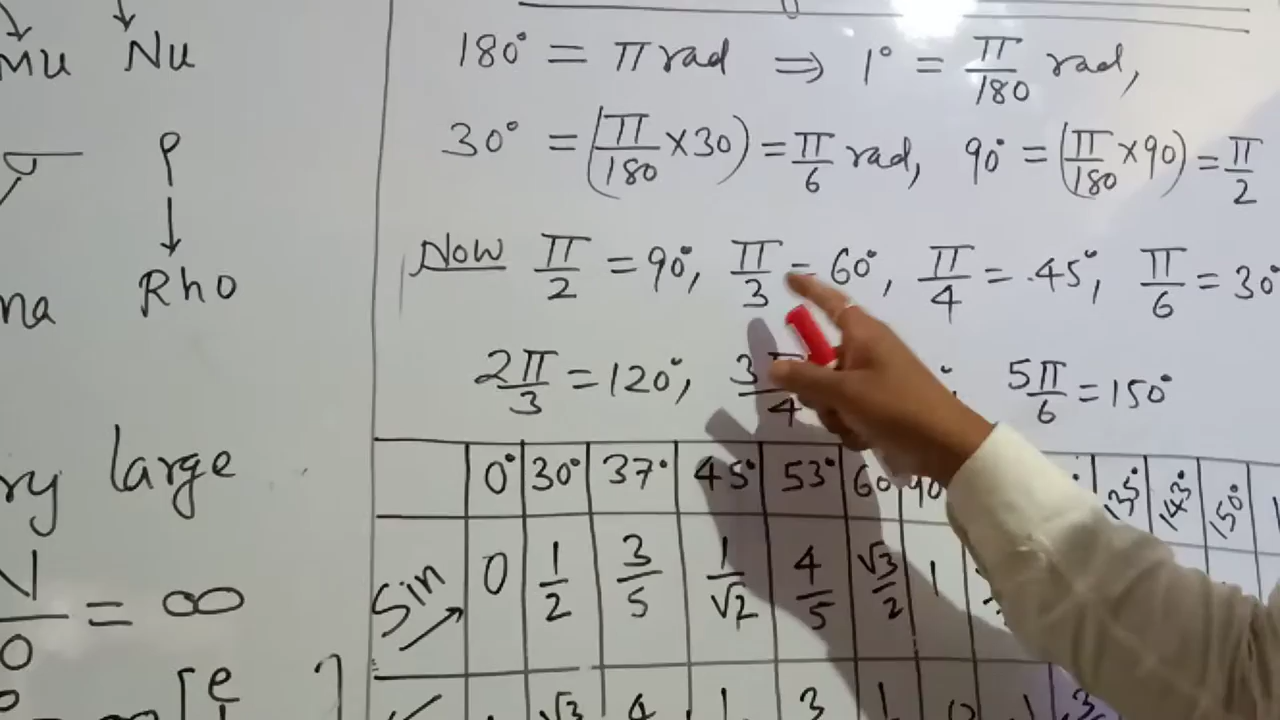 Mu Nu
ρ
Rho
na
ry large
= ∞
0
[e
180° = π rad ⇒ 1° = π/180 rad,
30° = (π/180 × 30) = π/6 rad, 90° = (π/180 × 90) = π/2
Now π/2 = 90°, π/3 = 60°, π/4 = 45°, π/6 = 30°
2π/3 = 120°, 3π/4 5π/6 = 150°
0° 30° 37° 45° 53° 60 90 135° 143° 150°
Sin 0 1/2 3/5 1/√2 4/5 √3/2 1
√3 4 1 3 1